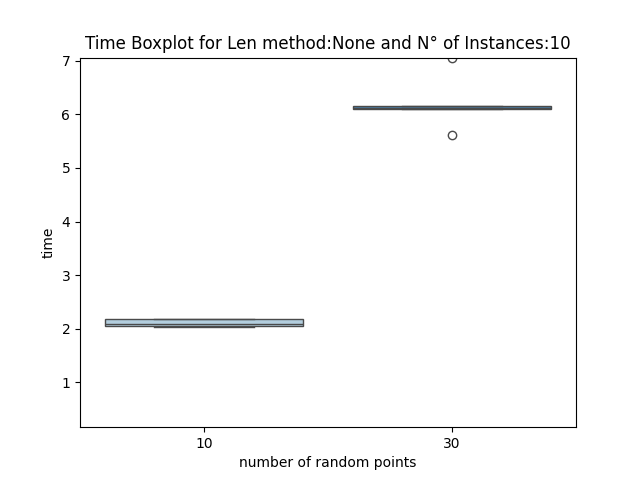 Time Boxplot for Len method:None and N° of Instances:10
7
6
5
4
3
2
1
time
10 30
number of random points